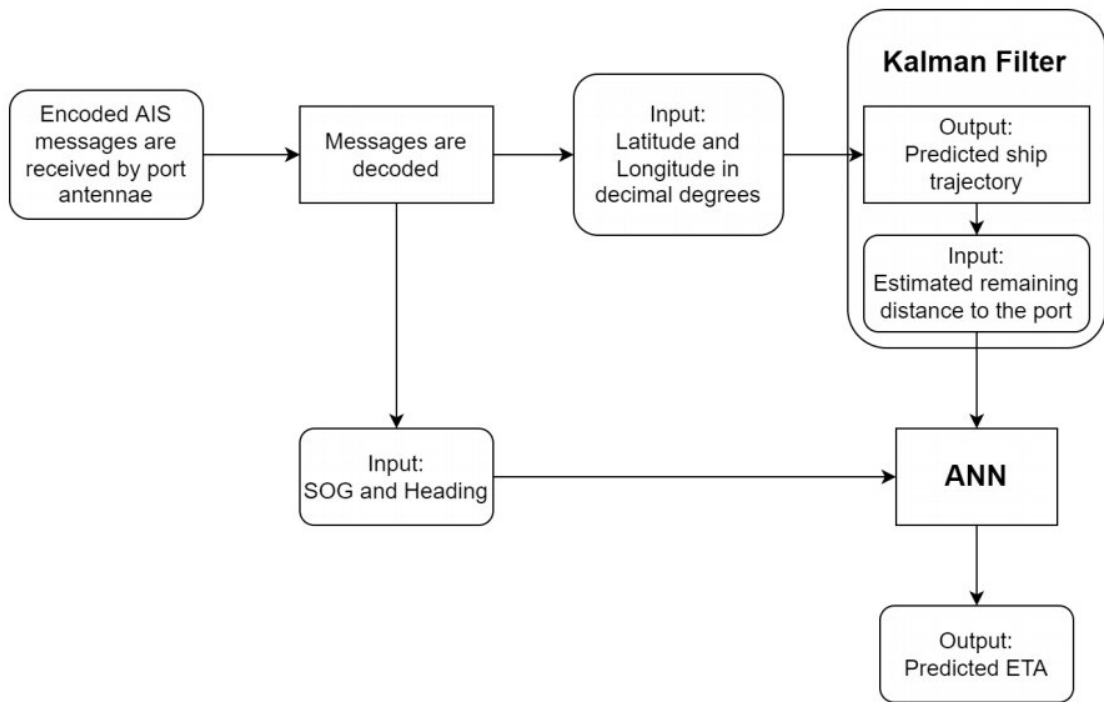 Encoded AIS
messages are
received by port
antennae
Messages are
decoded
Input:
Latitude and
Longitude in
decimal degrees
Kalman Filter
Output:
Predicted ship
trajectory
Input:
Estimated remaining
distance to the port
Input:
SOG and Heading
ANN
Output:
Predicted ETA